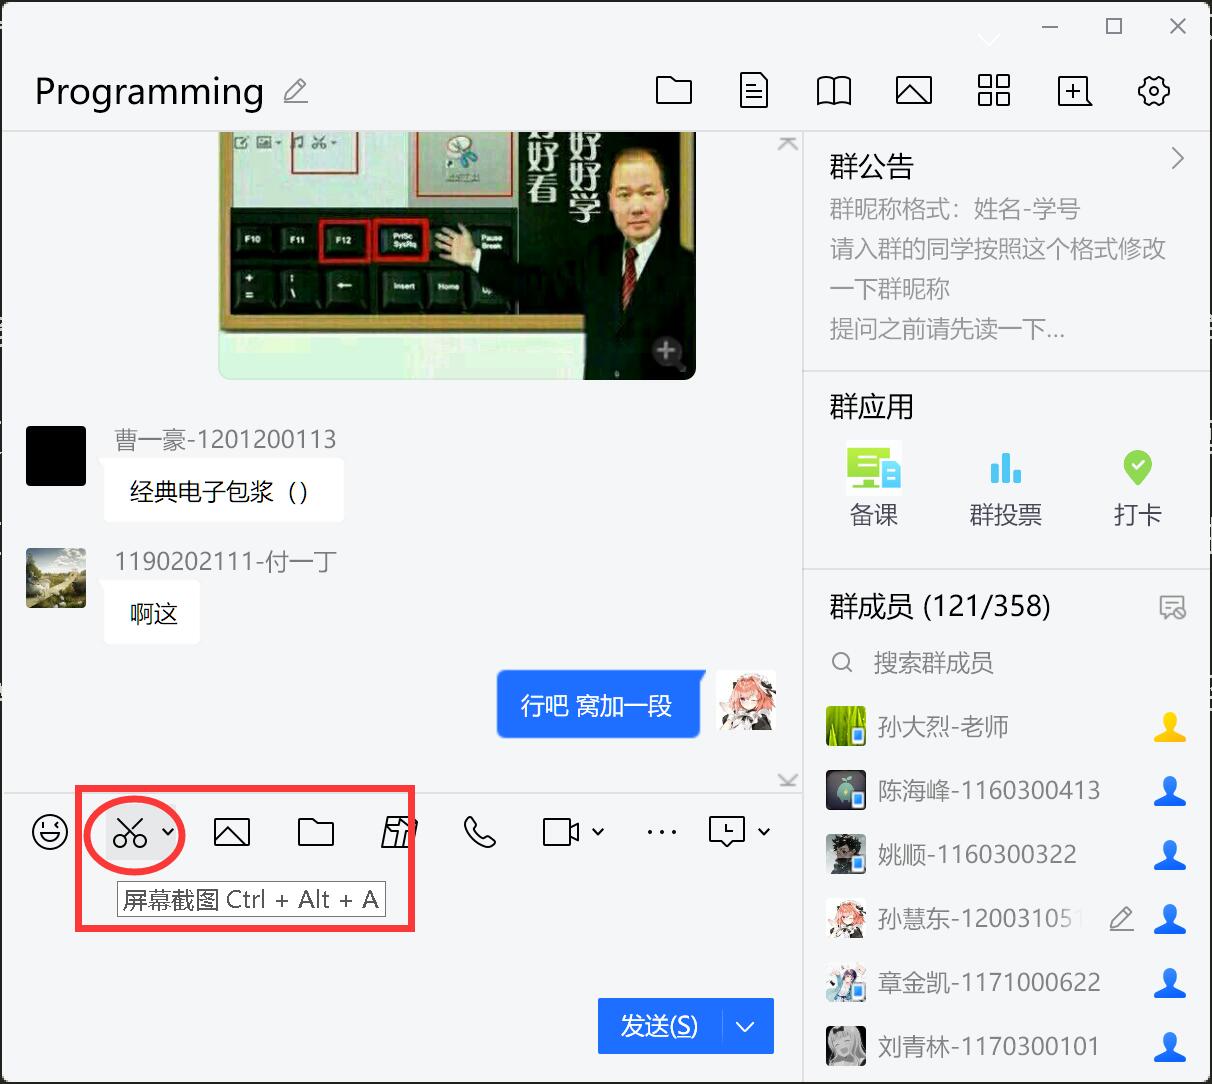 Programming
好好看
好好学
F10
F11
F12
PrtSc
SysRq
Pause
Break
+
=
\
Insert
Home
曹一豪-1201200113
经典电子包浆（）
1190202111-付一丁
啊这
行吧 窝加一段
屏幕截图 Ctrl + Alt + A
发送(S)
群公告
群昵称格式：姓名-学号
请入群的同学按照这个格式修改
一下群昵称
提问之前请先读一下...
群应用
备课
群投票
打卡
群成员 (121/358)
搜索群成员
孙大烈-老师
陈海峰-1160300413
姚顺-1160300322
孙慧东-120031051
章金凯-1171000622
刘青林-1170300101